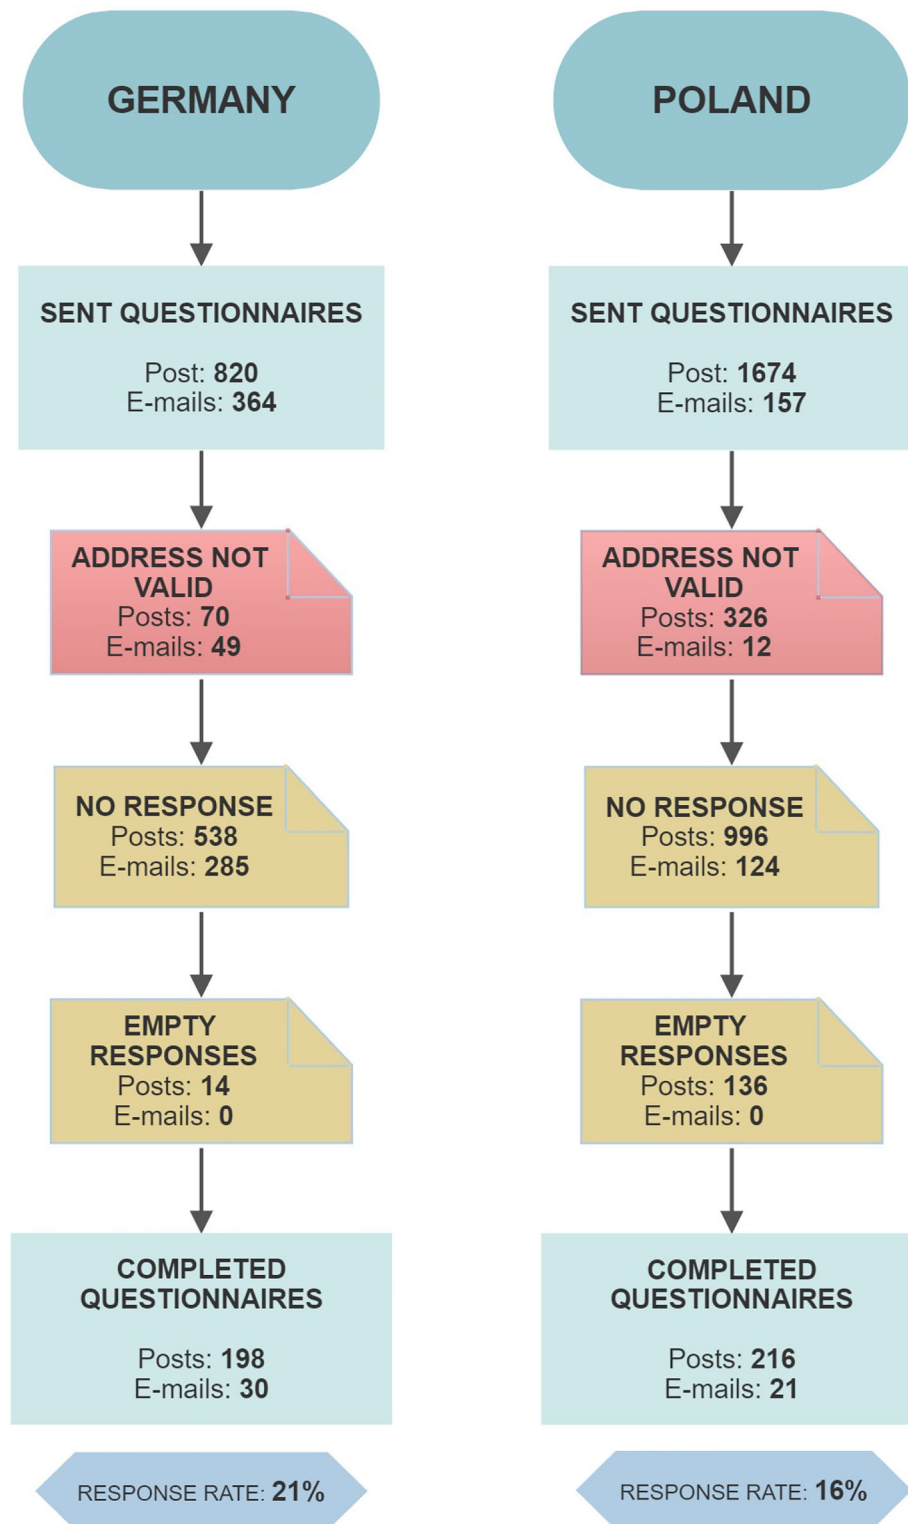 GERMANY
SENT QUESTIONNAIRES
Post: 820
E-mails: 364
ADDRESS NOT
VALID
Posts: 70
E-mails: 49
NO RESPONSE
Posts: 538
E-mails: 285
EMPTY
RESPONSES
Posts: 14
E-mails: 0
COMPLETED
QUESTIONNAIRES
Posts: 198
E-mails: 30
RESPONSE RATE: 21%
POLAND
SENT QUESTIONNAIRES
Post: 1674
E-mails: 157
ADDRESS NOT
VALID
Posts: 326
E-mails: 12
NO RESPONSE
Posts: 996
E-mails: 124
EMPTY
RESPONSES
Posts: 136
E-mails: 0
COMPLETED
QUESTIONNAIRES
Posts: 216
E-mails: 21
RESPONSE RATE: 16%